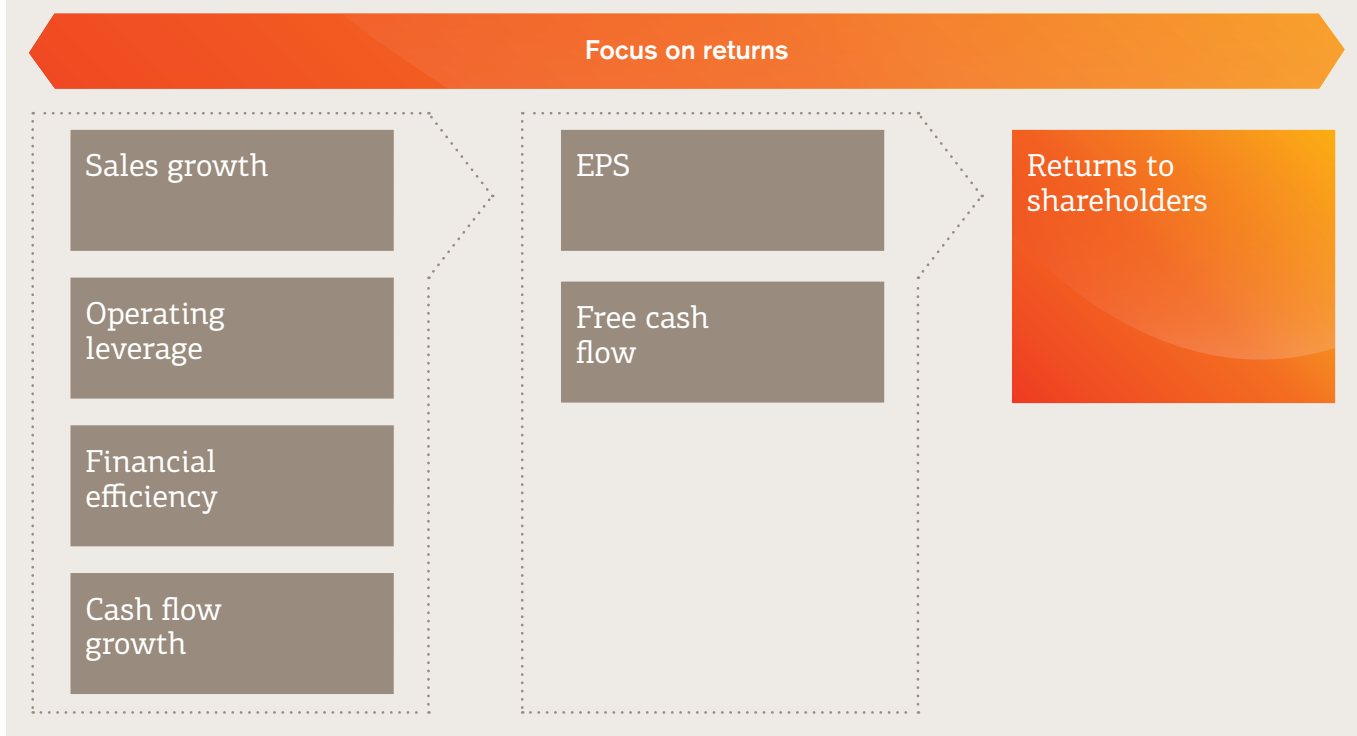 Focus on returns
Sales growth
Operating
leverage
Financial
efficiency
Cash flow
growth
EPS
Free cash
flow
Returns to
shareholders